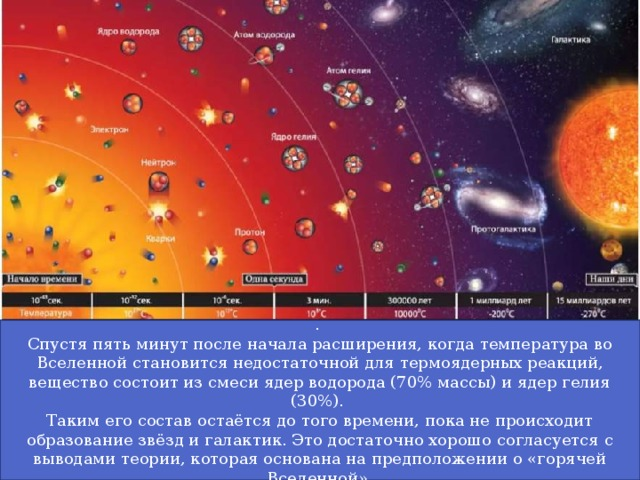 Ядро водорода
Атом водорода
Галактика
Атом гелия
Электрон
Ядро гелия
Нейтрон
Протогалактика
Кварки
Протон
Начало времени
Одна секунда
Наши дни
3 мин. 300000 лет 1 миллиард лет 15 миллиардов лет
Температура 10000°C -200°C -270°C
.
Спустя пять минут после начала расширения, когда температура во
Вселенной становится недостаточной для термоядерных реакций,
вещество состоит из смеси ядер водорода (70% массы) и ядер гелия
(30%).
Таким его состав остаётся до того времени, пока не происходит
образование звёзд и галактик. Это достаточно хорошо согласуется с
выводами теории, которая основана на предположении о «горячей
Вселенной»